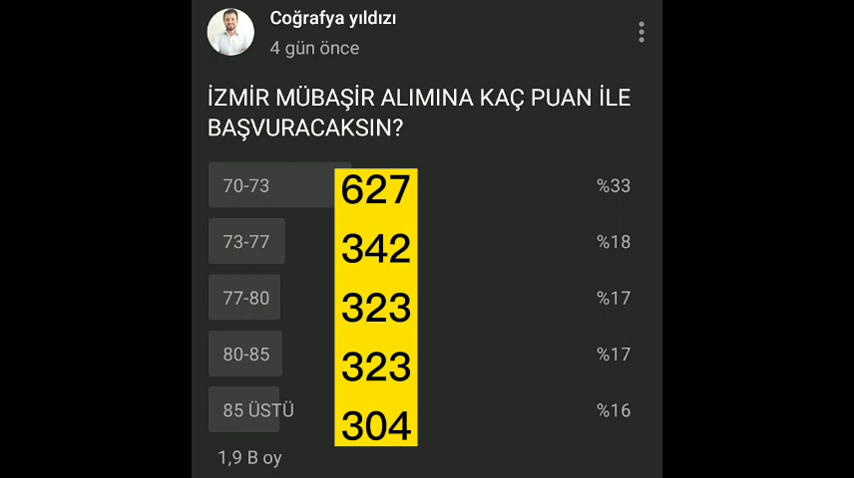 Coğrafya yıldızı
4 gün önce
İZMİR MÜBAŞİR ALIMINA KAÇ PUAN İLE
BAŞVURACAKSIN?
70-73 627 %33
73-77 342 %18
77-80 323 %17
80-85 323 %17
85 ÜSTÜ 304 %16
1,9 B oy